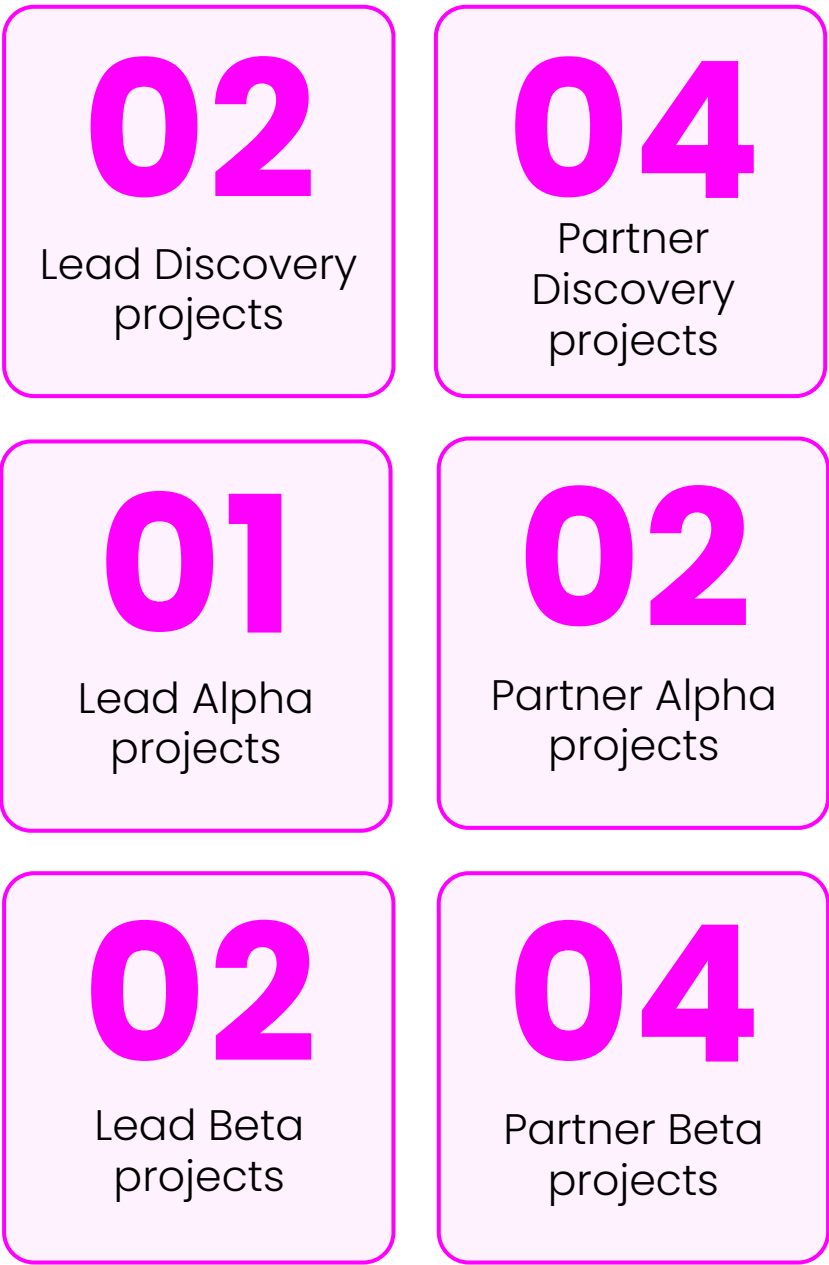 02
Lead Discovery
projects
04
Partner
Discovery
projects
01
Lead Alpha
projects
02
Partner Alpha
projects
02
Lead Beta
projects
04
Partner Beta
projects